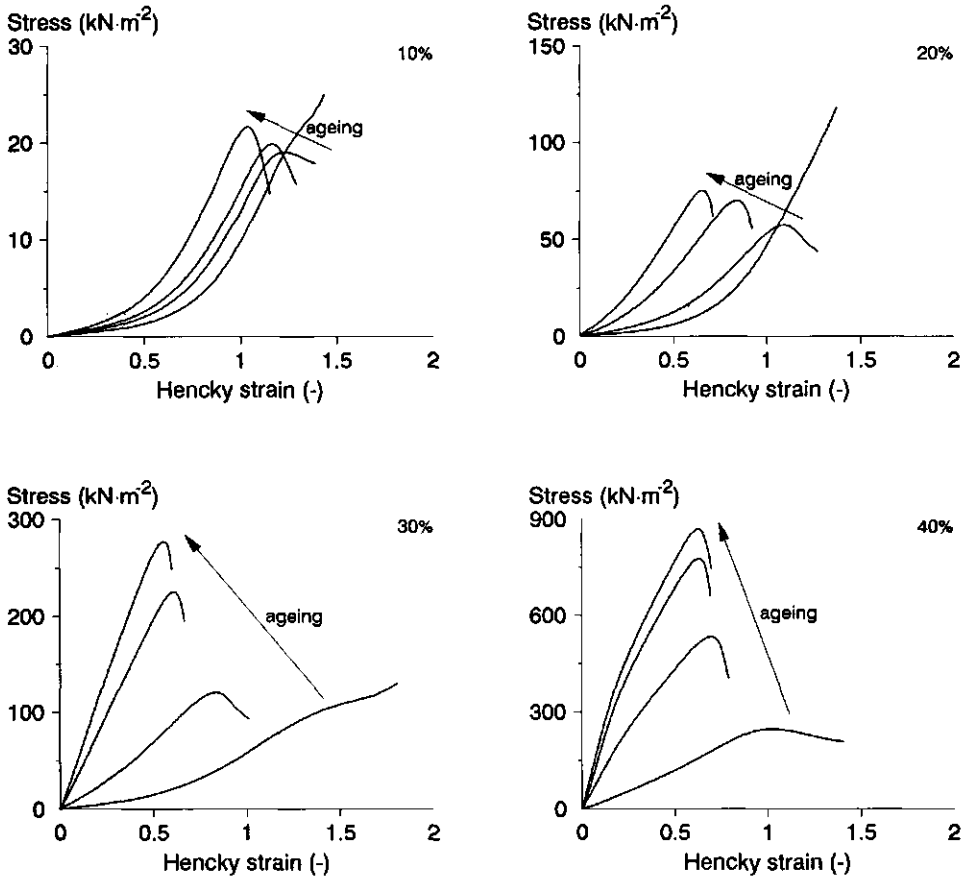 Stress (kN·m⁻²)
30
10%
20
ageing
10
0
0 0.5 1 1.5 2
Hencky strain (-)
Stress (kN·m⁻²)
150
20%
100
ageing
50
0
0 0.5 1 1.5 2
Hencky strain (-)
Stress (kN·m⁻²)
300
30%
200
ageing
100
0
0 0.5 1 1.5 2
Hencky strain (-)
Stress (kN·m⁻²)
900
40%
600
ageing
300
0
0 0.5 1 1.5 2
Hencky strain (-)